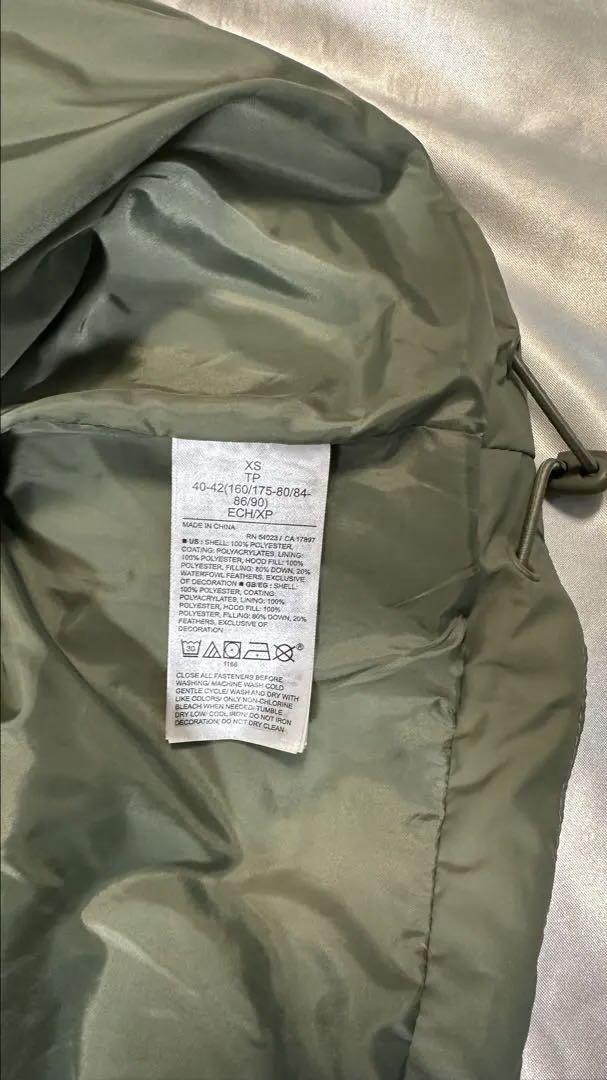 XS
TP
40-42(160/175-80/84-
86/90)
ECH/XP
MADE IN CHINA
RN 54023 / CA 17897
■ US : SHELL: 100% POLYESTER,
COATING: POLYACRYLATES, LINING:
100% POLYESTER, HOOD FILL: 100%
POLYESTER, FILLING: 80% DOWN, 20%
WATERFOWL FEATHERS, EXCLUSIVE
OF DECORATION ■ GB/EG : SHELL:
100% POLYESTER, COATING:
POLYACRYLATES, LINING: 100%
POLYESTER, HOOD FILL: 100%
POLYESTER, FILLING: 80% DOWN, 20%
FEATHERS, EXCLUSIVE OF
DECORATION
30
®
1166
CLOSE ALL FASTENERS BEFORE
WASHING/ MACHINE WASH COLD
GENTLE CYCLE/ WASH AND DRY WITH
LIKE COLORS/ ONLY NON-CHLORINE
BLEACH WHEN NEEDED/ TUMBLE
DRY LOW/ COOL IRON/ DO NOT IRON
DECORATION/ DO NOT DRY CLEAN